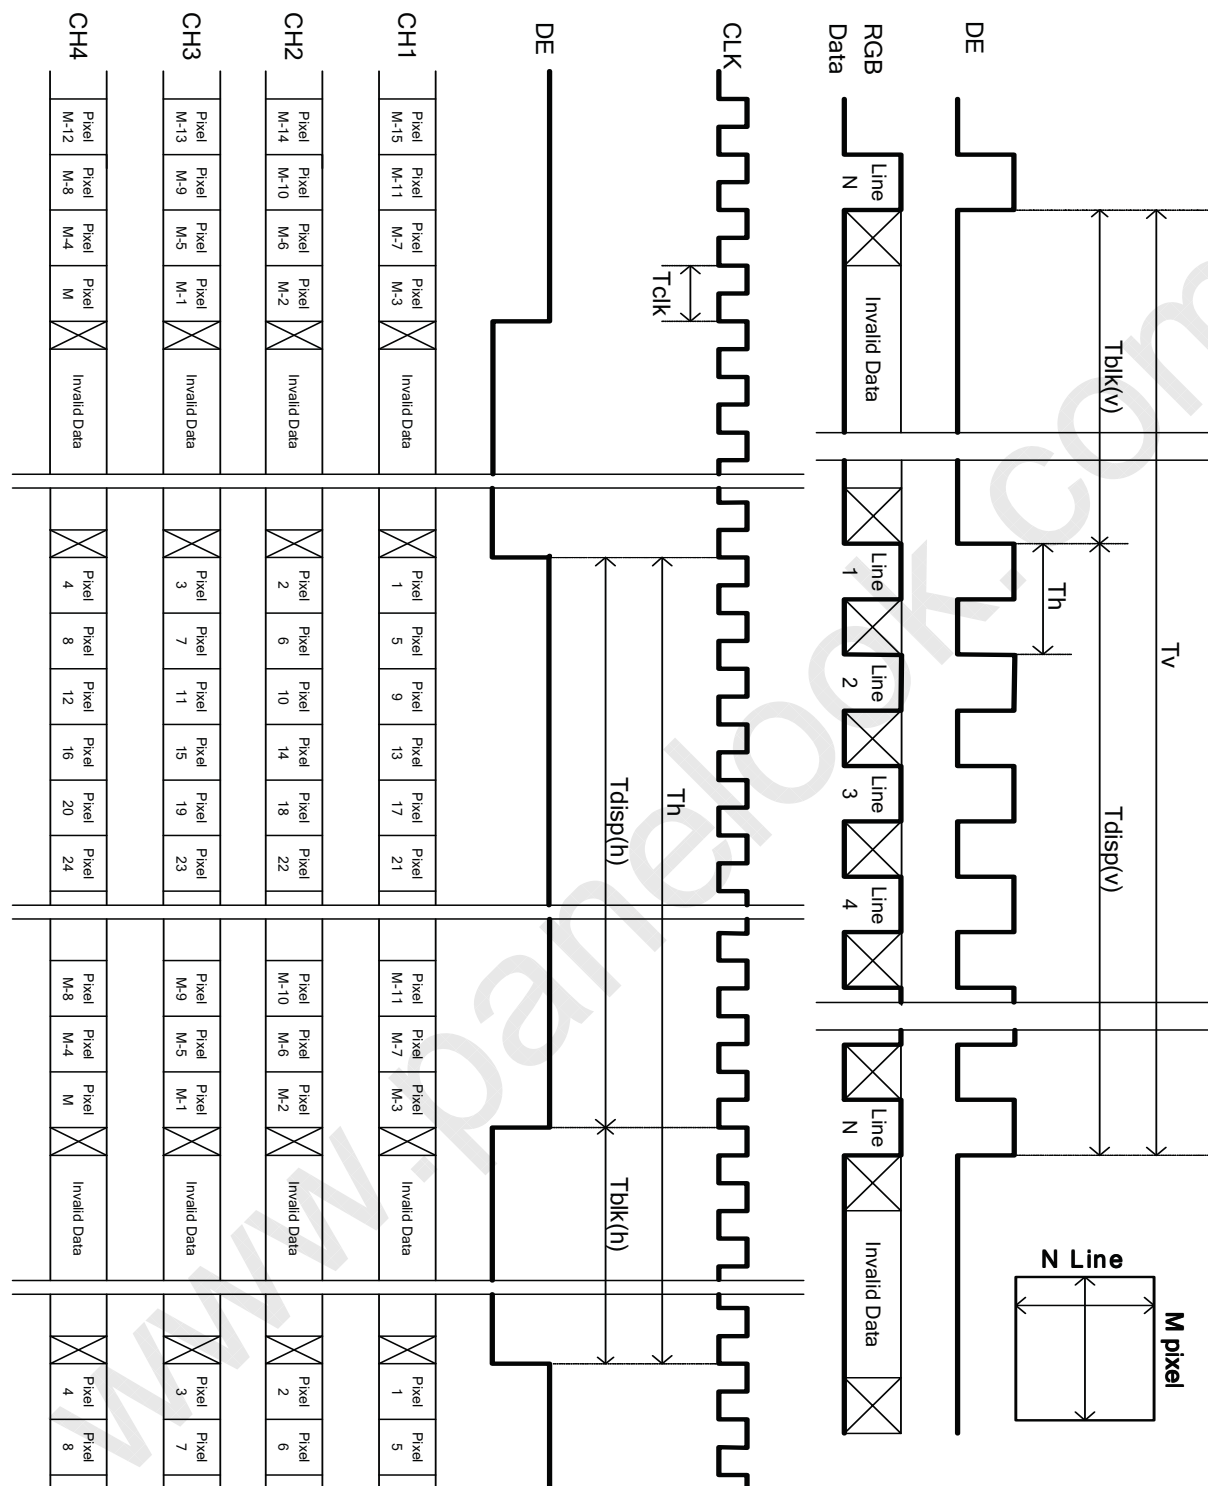 Tv
M pixel
Tblk(v) Tdisp(v)
Th
N Line
DE
RGB
Data
Line N
Invalid Data
Line 1
Line 2
Line 3
Line 4
Line N
Invalid Data
CLK
Tclk
Th
Tdisp(h) Tblk(h)
DE
CH1
Pixel M-15
Pixel M-11
Pixel M-7
Pixel M-3
Invalid Data
Pixel 1
Pixel 5
Pixel 9
Pixel 13
Pixel 17
Pixel 21
Pixel M-11
Pixel M-7
Pixel M-3
Invalid Data
Pixel 1
Pixel 5
CH2
Pixel M-14
Pixel M-10
Pixel M-6
Pixel M-2
Invalid Data
Pixel 2
Pixel 6
Pixel 10
Pixel 14
Pixel 18
Pixel 22
Pixel M-10
Pixel M-6
Pixel M-2
Invalid Data
Pixel 2
Pixel 6
CH3
Pixel M-13
Pixel M-9
Pixel M-5
Pixel M-1
Invalid Data
Pixel 3
Pixel 7
Pixel 11
Pixel 15
Pixel 19
Pixel 23
Pixel M-9
Pixel M-5
Pixel M-1
Invalid Data
Pixel 3
Pixel 7
CH4
Pixel M-12
Pixel M-8
Pixel M-4
Pixel M
Invalid Data
Pixel 4
Pixel 8
Pixel 12
Pixel 16
Pixel 20
Pixel 24
Pixel M-8
Pixel M-4
Pixel M
Invalid Data
Pixel 4
Pixel 8
www.panelook.com